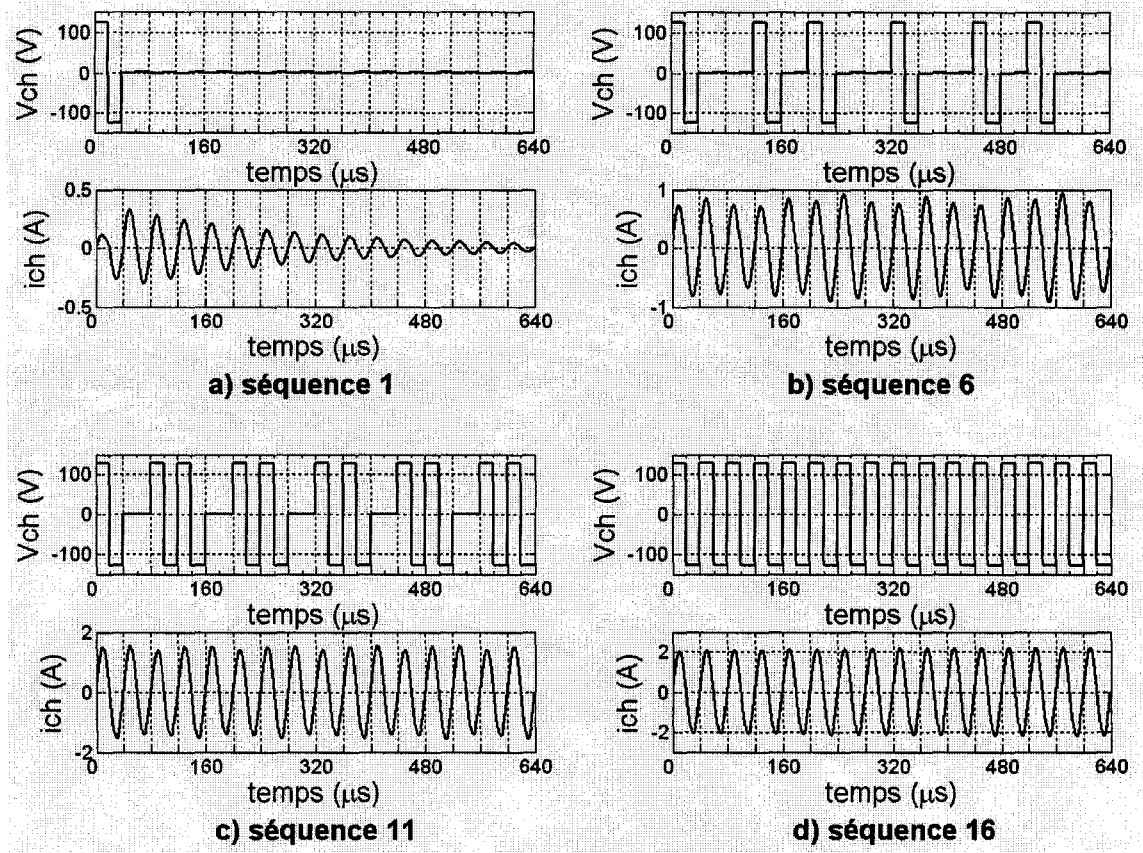 Vch (V)
100
0
-100
0 160 320 480 640
temps (µs)
ich (A)
0.5
0
-0.5
0 160 320 480 640
temps (µs)
a) séquence 1
Vch (V)
100
0
-100
0 160 320 480 640
temps (µs)
ich (A)
1
0
-1
0 160 320 480 640
temps (µs)
b) séquence 6
Vch (V)
100
0
-100
0 160 320 480 640
temps (µs)
ich (A)
2
0
-2
0 160 320 480 640
temps (µs)
c) séquence 11
Vch (V)
100
0
-100
0 160 320 480 640
temps (µs)
ich (A)
2
0
-2
0 160 320 480 640
temps (µs)
d) séquence 16